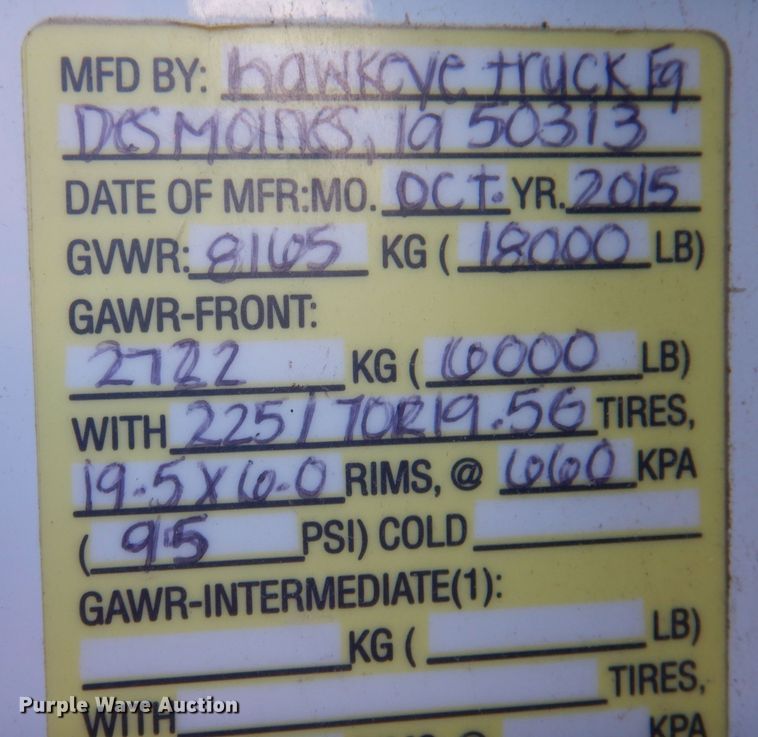 MFD BY: hawkeye truck Eq
Des Moines, Ia 50313
DATE OF MFR:MO. OCT. YR. 2015
GVWR: 8165 KG ( 18000 LB)
GAWR-FRONT:
2722 KG ( 6000 LB)
WITH 225/70R19.5G TIRES,
19.5X6.0 RIMS, @ 660 KPA
( 95 PSI) COLD
GAWR-INTERMEDIATE(1):
KG ( LB)
WITH TIRES,
@ KPA
Purple Wave Auction